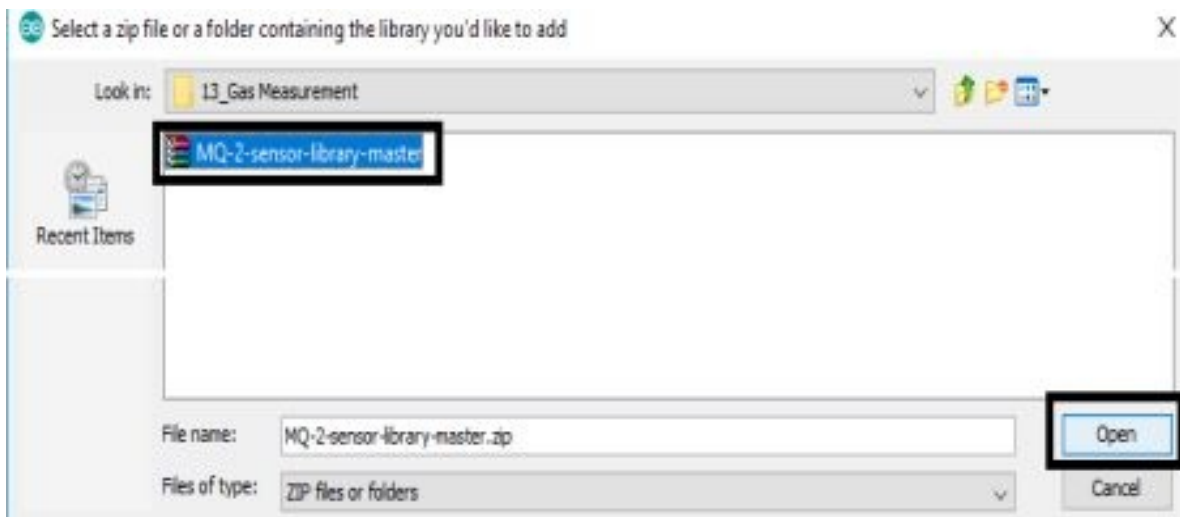 Select a zip file or a folder containing the library you'd like to add
X
Look in: 13_Gas Measurement
MQ-2-sensor-library-master
Recent Items
File name: MQ-2-sensor-library-master.zip
Open
Files of type: ZIP files or folders
Cancel